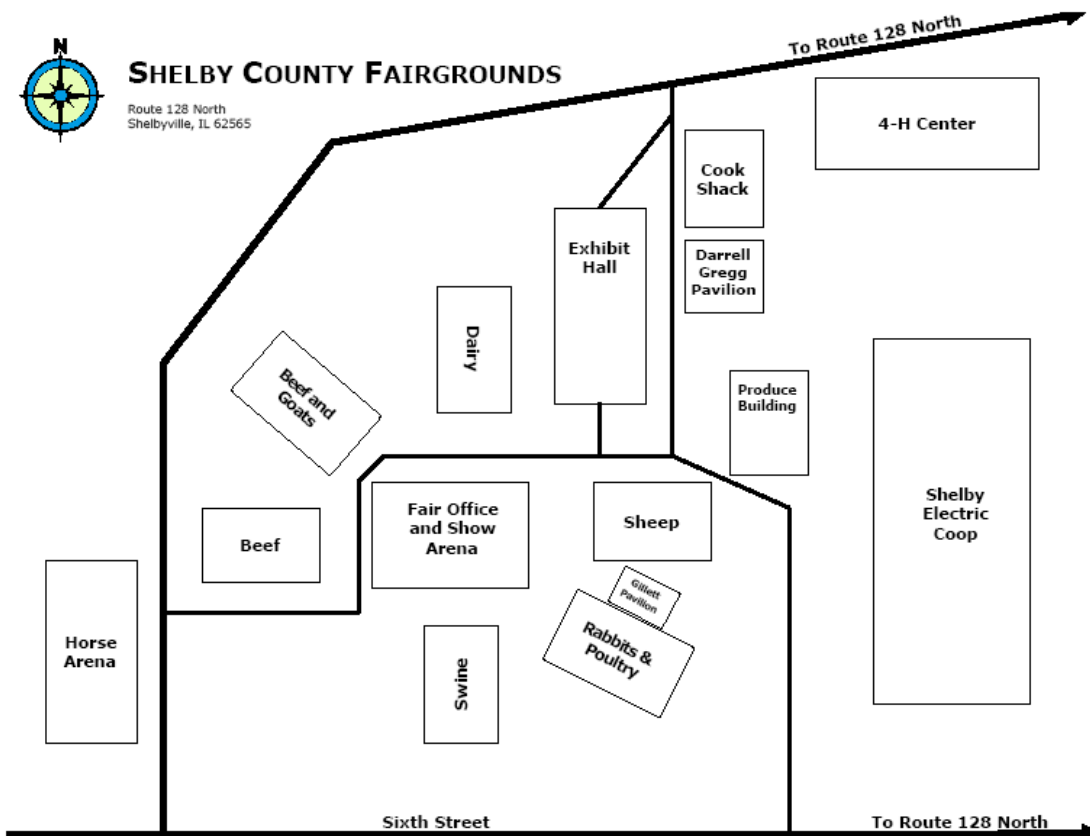 N
SHELBY COUNTY FAIRGROUNDS
Route 128 North
Shelbyville, IL 62565
To Route 128 North
4-H Center
Cook
Shack
Exhibit
Hall
Darrell
Gregg
Pavilion
Dairy
Beef and
Goats
Produce
Building
Fair Office
and Show
Arena
Sheep
Shelby
Electric
Coop
Beef
Gillett
Pavilion
Horse
Arena
Rabbits &
Poultry
Swine
Sixth Street
To Route 128 North